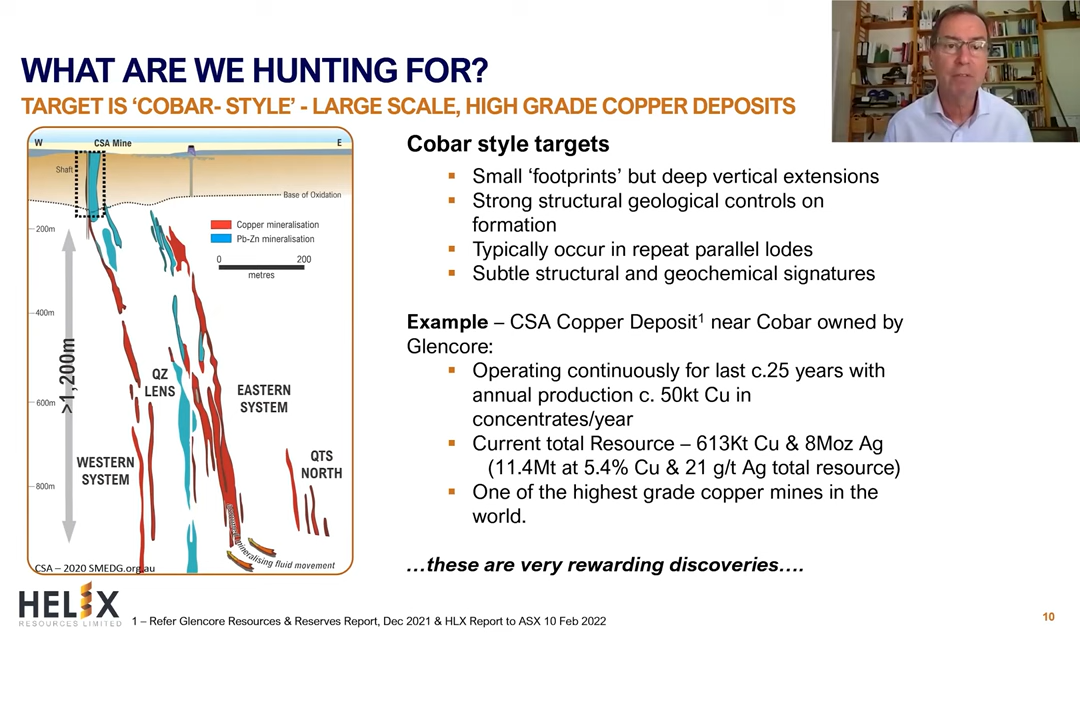 WHAT ARE WE HUNTING FOR?
TARGET IS ‘COBAR- STYLE’ - LARGE SCALE, HIGH GRADE COPPER DEPOSITS
W
CSA Mine
E
Shaft
Base of Oxidation
200m
Copper mineralisation
Pb-Zn mineralisation
0 200
metres
400m
>1,200m
QZ
LENS
EASTERN
SYSTEM
600m
WESTERN
SYSTEM
QTS
NORTH
800m
mineralising fluid movement
CSA – 2020 SMEDG.org.au
Cobar style targets
▪ Small ‘footprints’ but deep vertical extensions
▪ Strong structural geological controls on
formation
▪ Typically occur in repeat parallel lodes
▪ Subtle structural and geochemical signatures
Example – CSA Copper Deposit¹ near Cobar owned by
Glencore:
▪ Operating continuously for last c.25 years with
annual production c. 50kt Cu in
concentrates/year
▪ Current total Resource – 613Kt Cu & 8Moz Ag
(11.4Mt at 5.4% Cu & 21 g/t Ag total resource)
▪ One of the highest grade copper mines in the
world.
…these are very rewarding discoveries….
HELIX
RESOURCES LIMITED
1 – Refer Glencore Resources & Reserves Report, Dec 2021 & HLX Report to ASX 10 Feb 2022
10